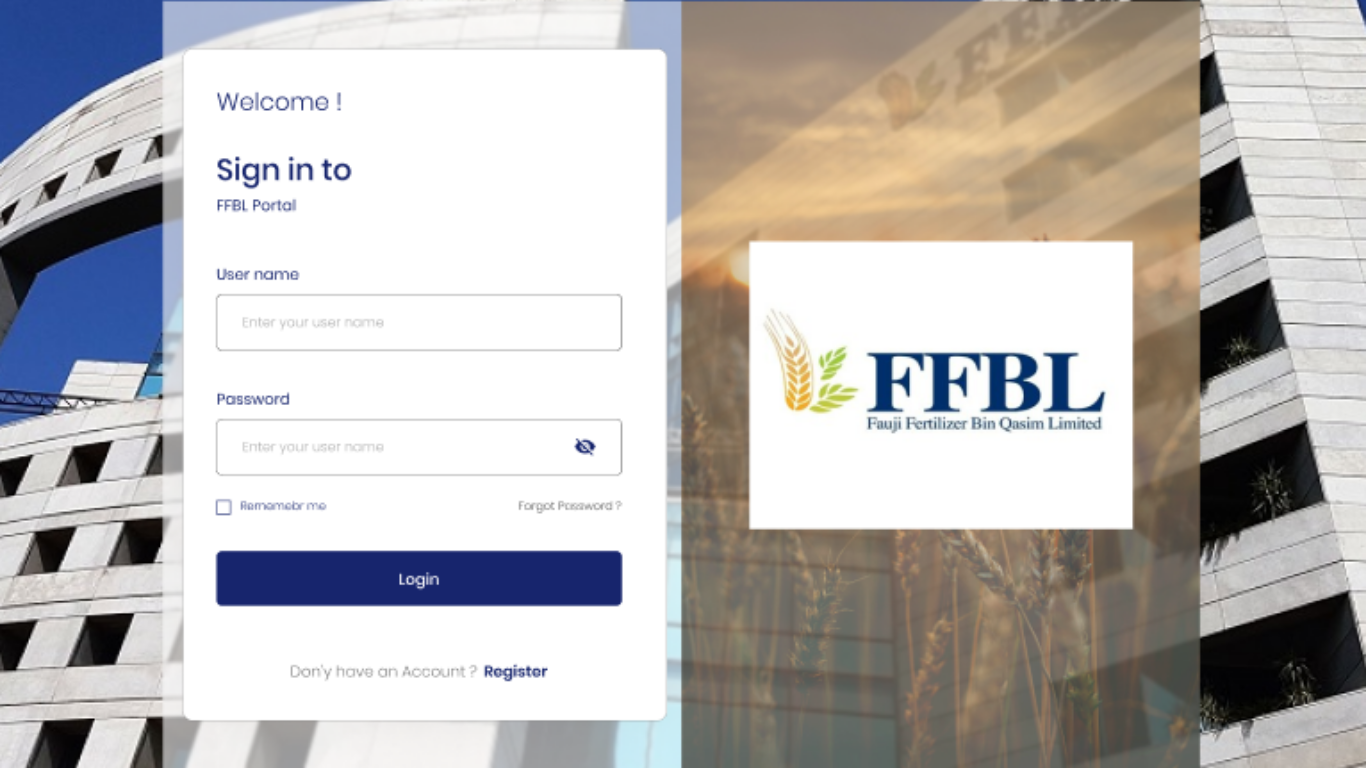 Welcome !
Sign in to
FFBL Portal
User name
Enter your user name
Password
Enter your user name
Rememebr me
Forgot Password ?
Login
Don'y have an Account ? Register
FFBL
Fauji Fertilizer Bin Qasim Limited